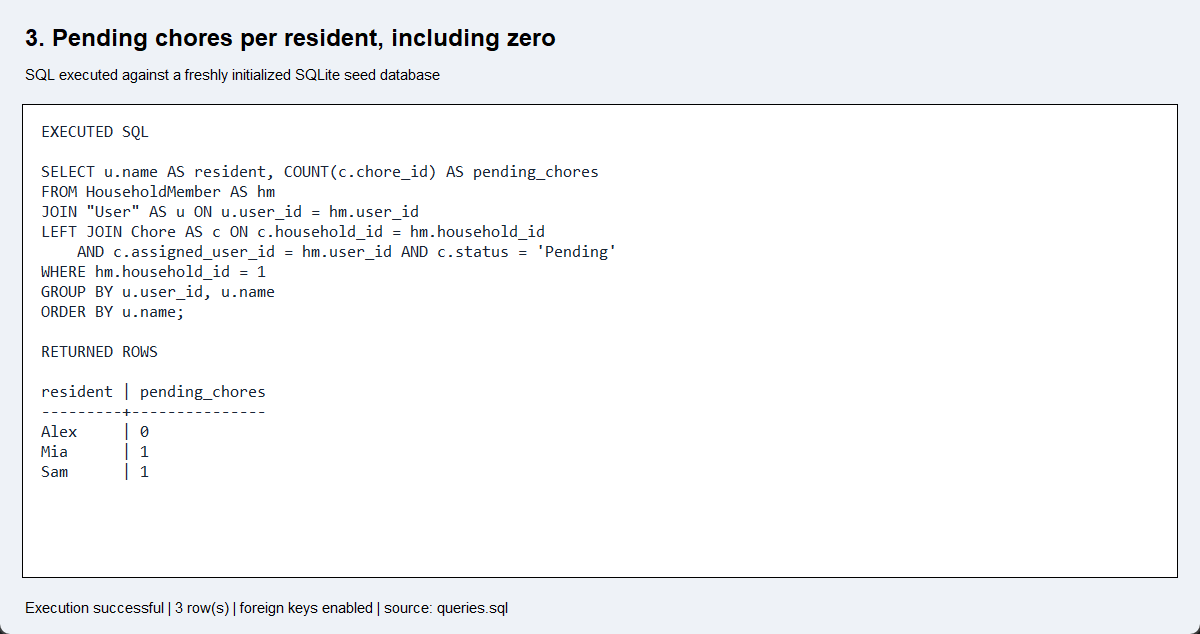 3. Pending chores per resident, including zero
SQL executed against a freshly initialized SQLite seed database
EXECUTED SQL
SELECT u.name AS resident, COUNT(c.chore_id) AS pending_chores
FROM HouseholdMember AS hm
JOIN "User" AS u ON u.user_id = hm.user_id
LEFT JOIN Chore AS c ON c.household_id = hm.household_id
    AND c.assigned_user_id = hm.user_id AND c.status = 'Pending'
WHERE hm.household_id = 1
GROUP BY u.user_id, u.name
ORDER BY u.name;
RETURNED ROWS
resident | pending_chores
---------+---------------
Alex     | 0
Mia      | 1
Sam      | 1
Execution successful | 3 row(s) | foreign keys enabled | source: queries.sql